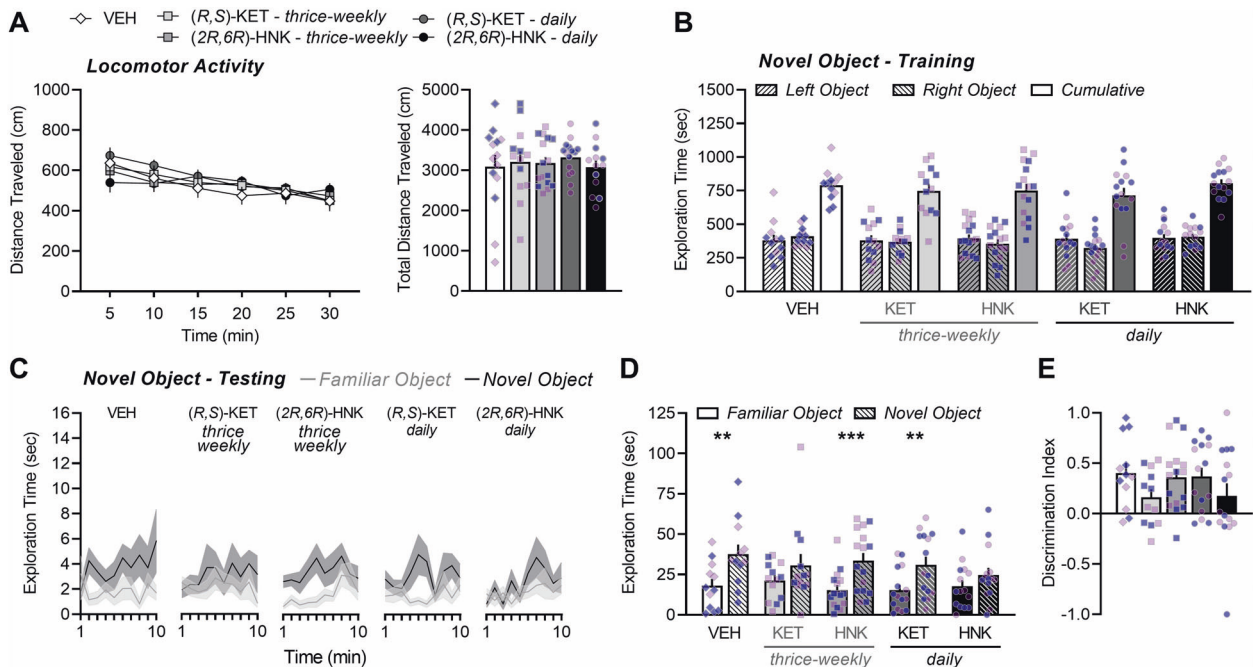 A
VEH
(R,S)-KET - thrice-weekly
(R,S)-KET - daily
(2R,6R)-HNK - thrice-weekly
(2R,6R)-HNK - daily
Locomotor Activity
Distance Traveled (cm)
1000
800
600
400
200
0
5 10 15 20 25 30
Time (min)
Total Distance Traveled (cm)
5000
4000
3000
2000
1000
0
B
Novel Object - Training
Left Object Right Object Cumulative
Exploration Time (sec)
1500
1250
1000
750
500
250
0
VEH KET HNK KET HNK
thrice-weekly daily
C
Novel Object - Testing Familiar Object Novel Object
VEH
(R,S)-KET
thrice
weekly
(2R,6R)-HNK
thrice
weekly
(R,S)-KET
daily
(2R,6R)-HNK
daily
Exploration Time (sec)
16
14
12
10
8
6
4
2
0
1 10 1 10 1 10 1 10 1 10
Time (min)
D
Familiar Object Novel Object
** *** **
Exploration Time (sec)
125
100
75
50
25
0
VEH KET HNK KET HNK
thrice-weekly daily
E
Discrimination Index
1.0
0.5
0.0
-0.5
-1.0